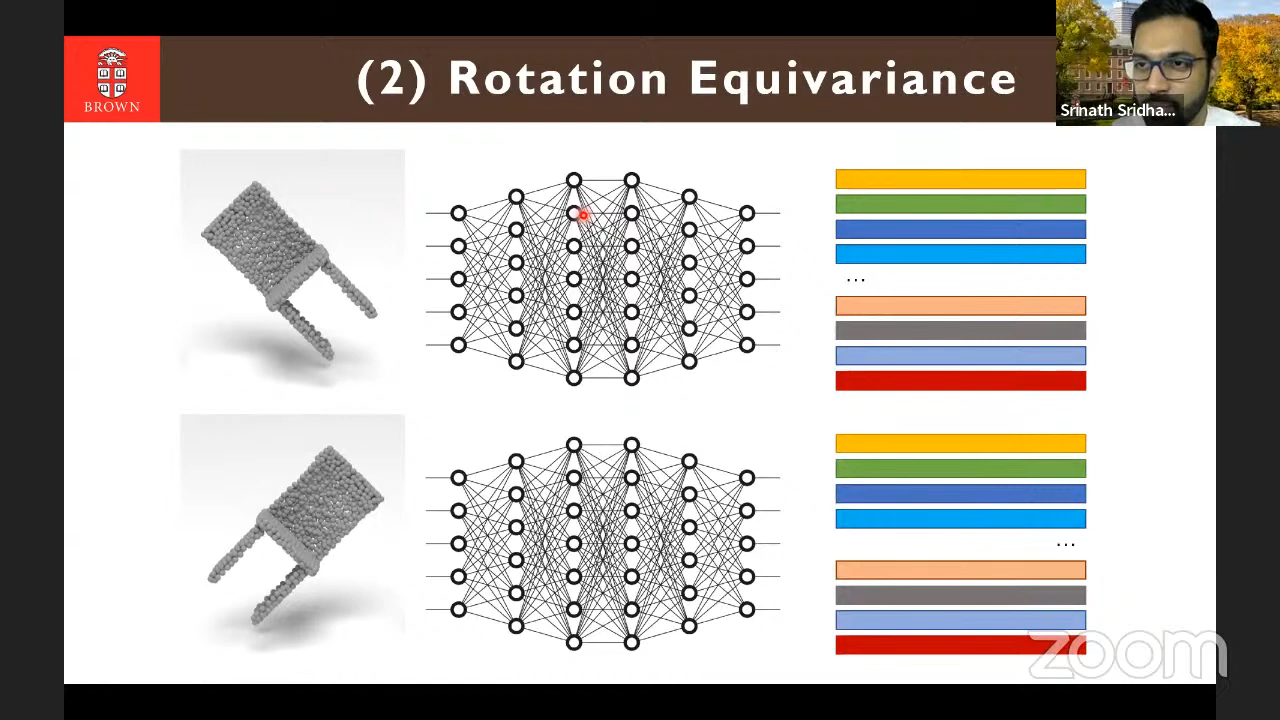 (2) Rotation Equivariance
BROWN
Srinath Sridha...
...
...
zoom